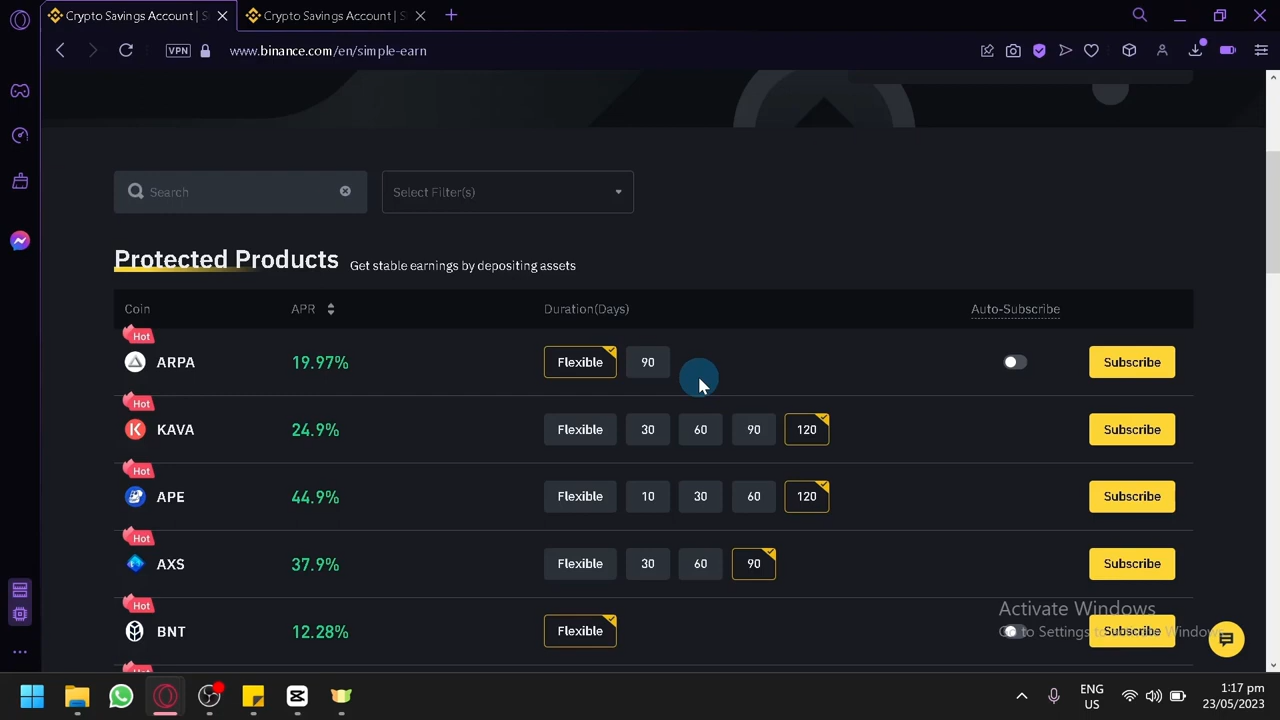 Crypto Savings Account | S
Crypto Savings Account | S
VPN
www.binance.com/en/simple-earn
Search
Select Filter(s)
Protected Products
Get stable earnings by depositing assets
Coin
APR
Duration(Days)
Auto-Subscribe
Hot
ARPA
19.97%
Flexible
90
Subscribe
Hot
KAVA
24.9%
Flexible
30
60
90
120
Subscribe
Hot
APE
44.9%
Flexible
10
30
60
120
Subscribe
Hot
AXS
37.9%
Flexible
30
60
90
Subscribe
Hot
BNT
12.28%
Flexible
Subscribe
Activate Windows
Go to Settings to activate Windows.
ENG
US
1:17 pm
23/05/2023